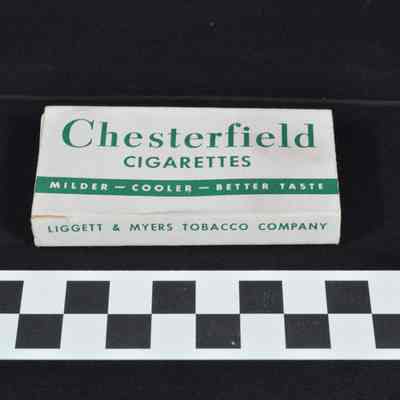 Chesterfield
CIGARETTES
MILDER — COOLER — BETTER TASTE
LIGGETT & MYERS TOBACCO COMPANY